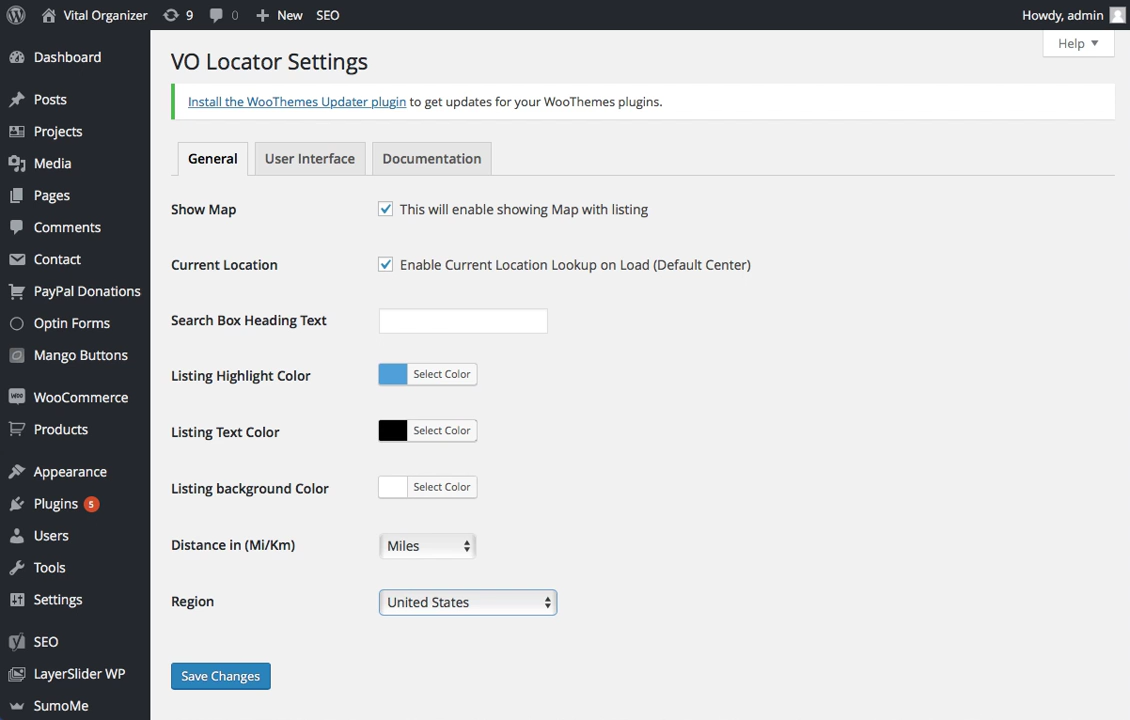 Vital Organizer 9 0 New SEO Howdy, admin
Help
Dashboard
Posts
Projects
Media
Pages
Comments
Contact
PayPal Donations
Optin Forms
Mango Buttons
WooCommerce
Products
Appearance
Plugins 5
Users
Tools
Settings
SEO
LayerSlider WP
SumoMe
VO Locator Settings
Install the WooThemes Updater plugin to get updates for your WooThemes plugins.
General User Interface Documentation
Show Map This will enable showing Map with listing
Current Location Enable Current Location Lookup on Load (Default Center)
Search Box Heading Text
Listing Highlight Color Select Color
Listing Text Color Select Color
Listing background Color Select Color
Distance in (Mi/Km) Miles
Region United States
Save Changes